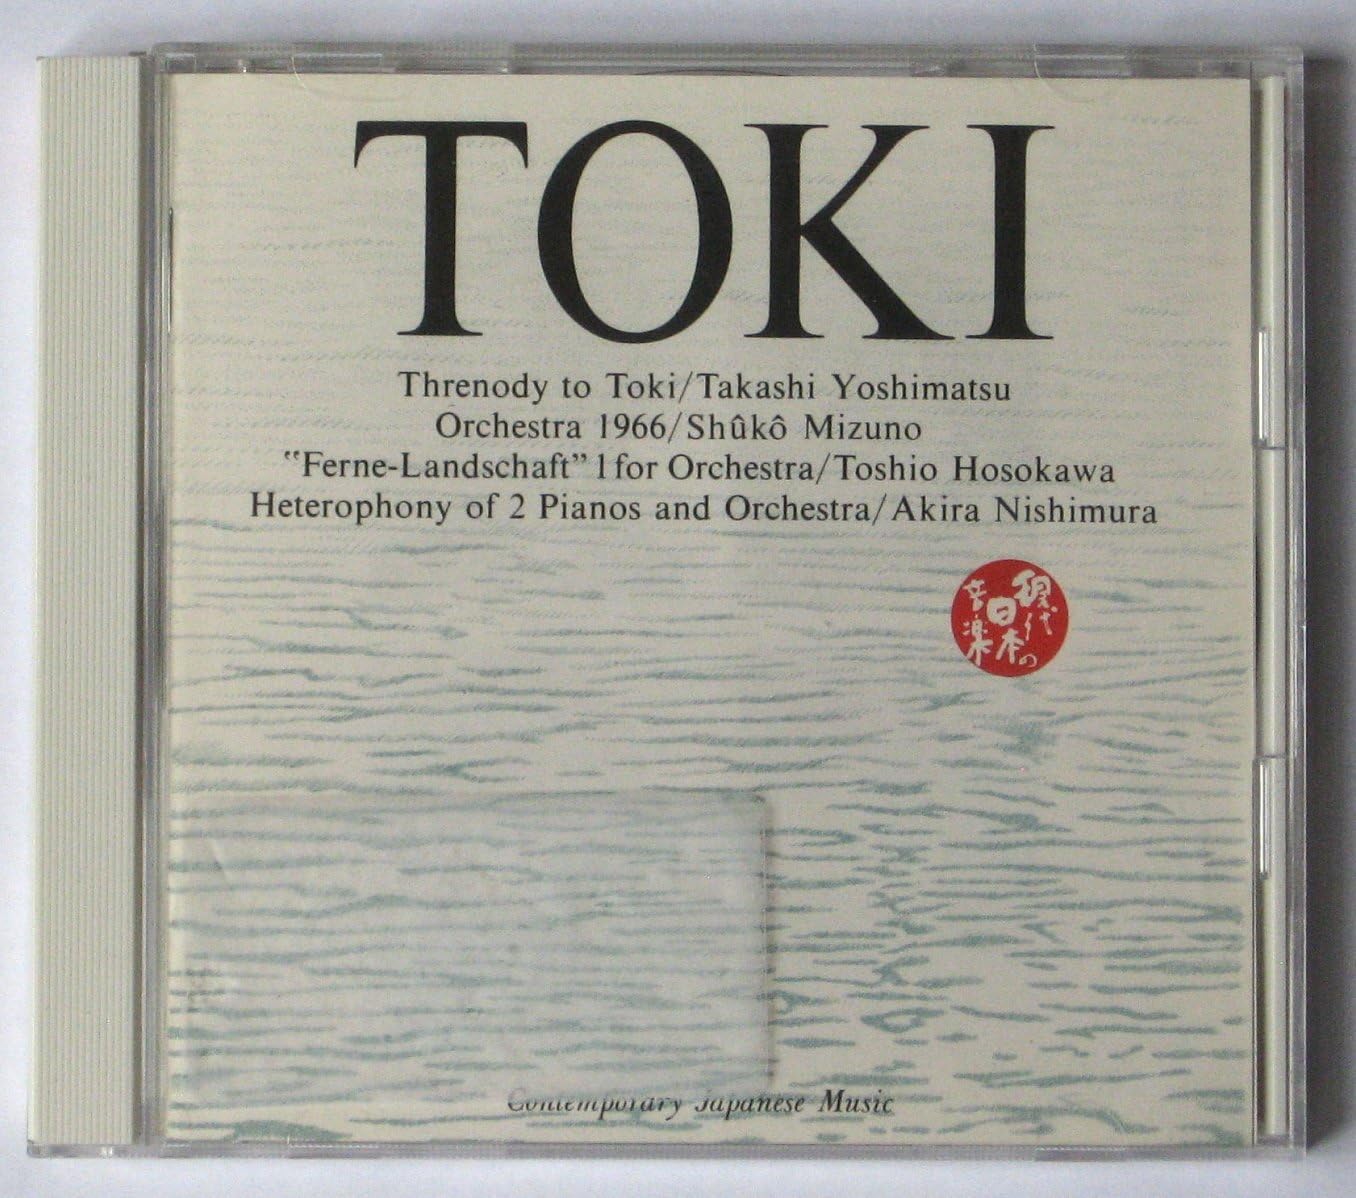 TOKI
Threnody to Toki/Takashi Yoshimatsu
Orchestra 1966/Shûkô Mizuno
"Ferne-Landschaft" 1 for Orchestra/Toshio Hosokawa
Heterophony of 2 Pianos and Orchestra/Akira Nishimura
現代の
日本
音楽
Contemporary Japanese Music